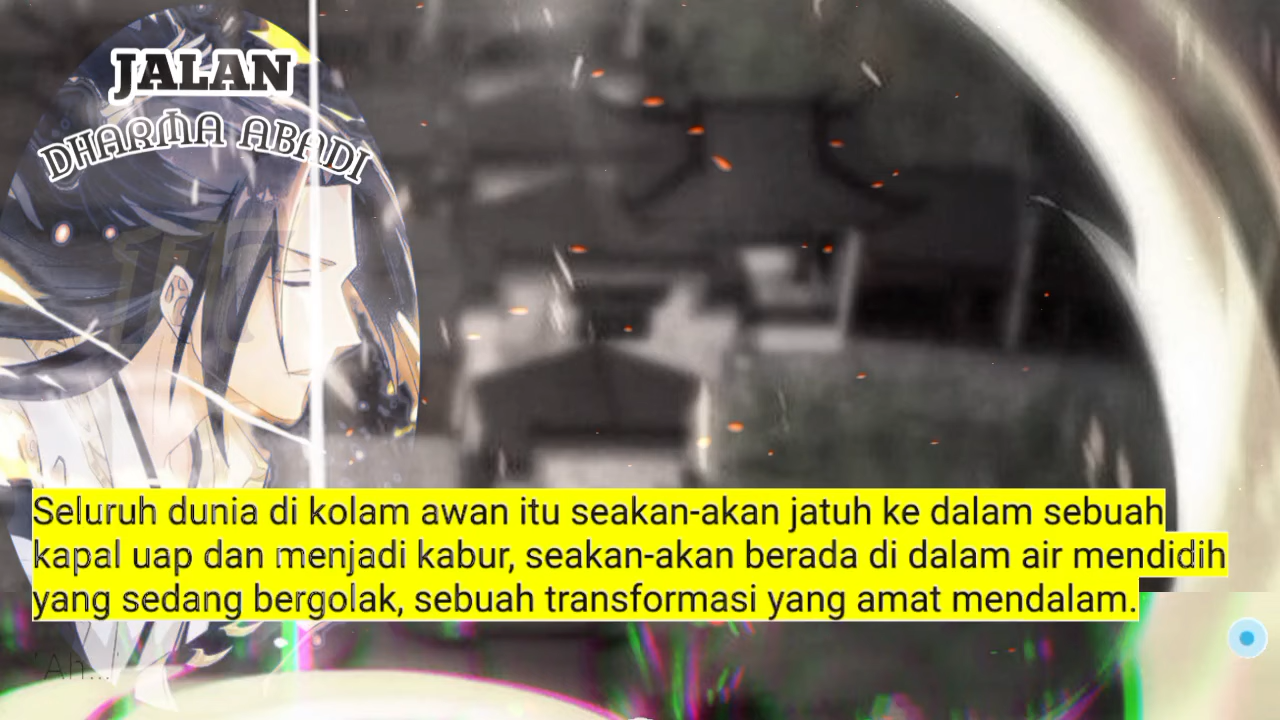 JALAN
DHARMA ABADI
Seluruh dunia di kolam awan itu seakan-akan jatuh ke dalam sebuah
kapal uap dan menjadi kabur, seakan-akan berada di dalam air mendidih
yang sedang bergolak, sebuah transformasi yang amat mendalam.
"Ah..."